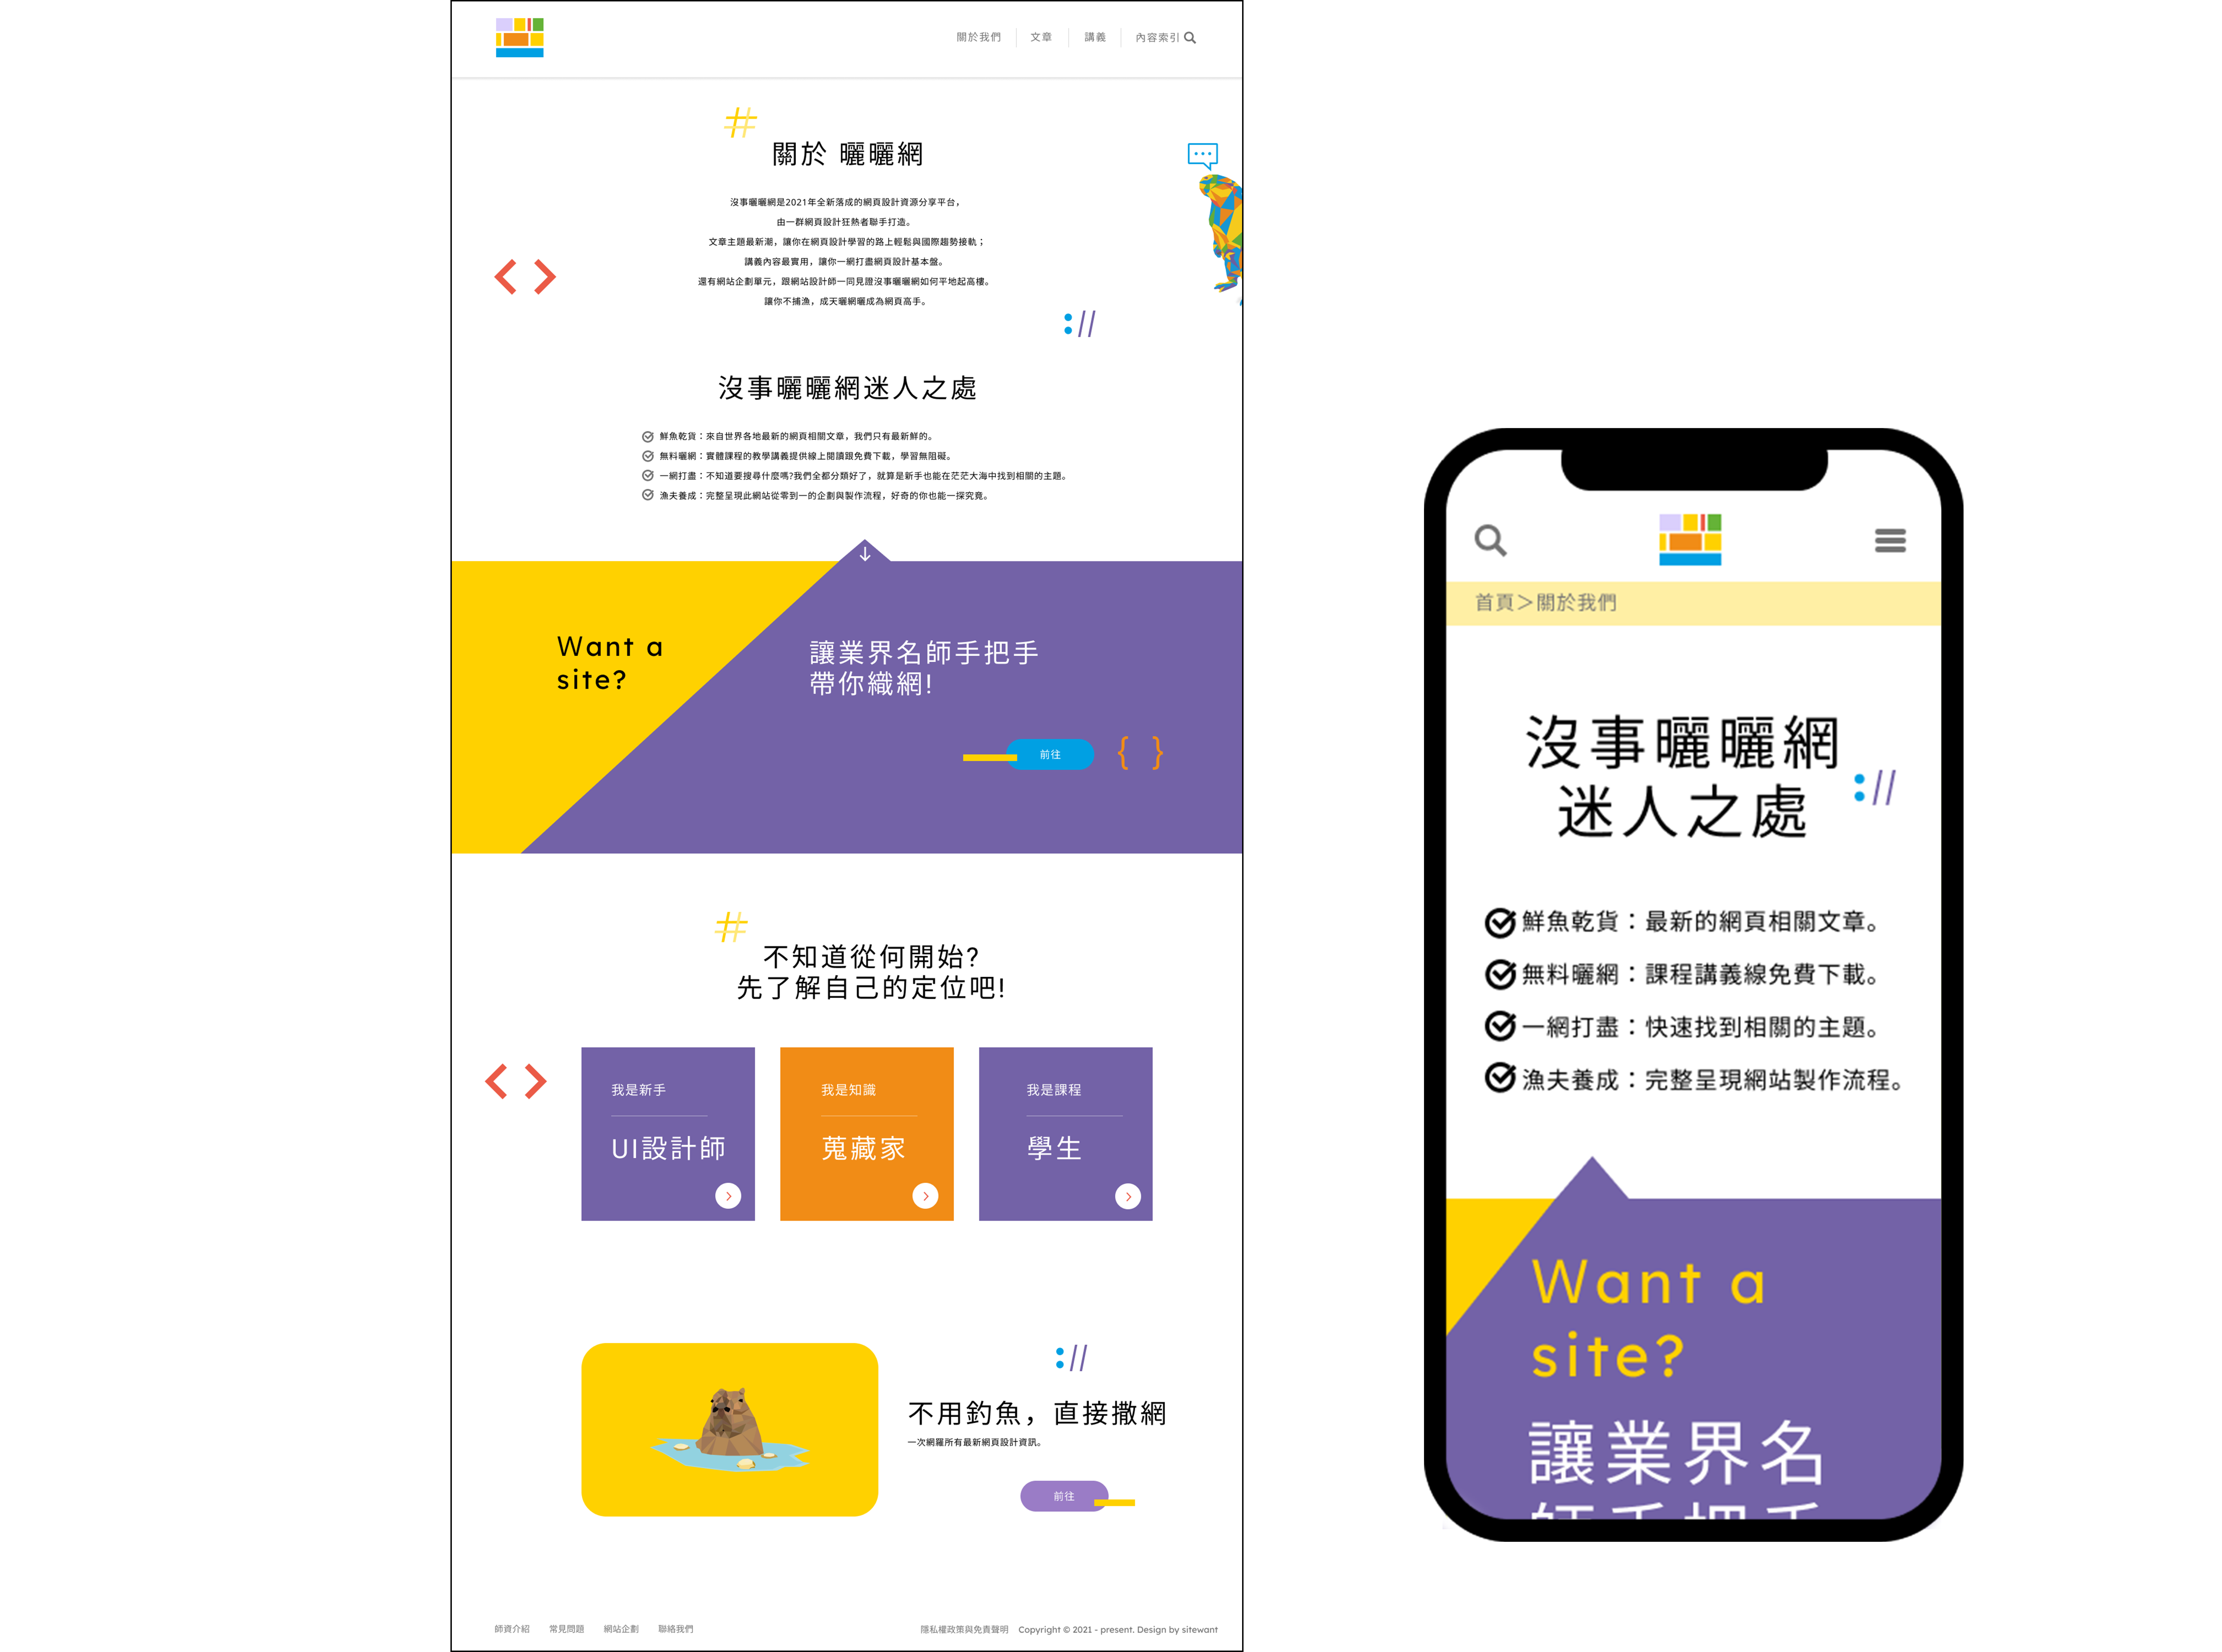 關於我們
文章
講義
內容索引
#
關於 曬曬網
沒事曬曬網是2021年全新落成的網頁設計資源分享平台，
由一群網頁設計狂熱者聯手打造。
文章主題最新潮，讓你在網頁設計學習的路上輕鬆與國際趨勢接軌；
講義內容最實用，讓你一網打盡網頁設計基本盤。
還有網站企劃單元，跟網站設計師一同見證沒事曬曬網如何平地起高樓。
讓你不捕漁，成天曬網曬成為網頁高手。
< >
://
沒事曬曬網迷人之處
鮮魚乾貨：來自世界各地最新的網頁相關文章，我們只有最新鮮的。
無料曬網：實體課程的教學講義提供線上閱讀跟免費下載，學習無阻礙。
一網打盡：不知道要搜尋什麼嗎?我們全都分類好了，就算是新手也能在茫茫大海中找到相關的主題。
漁夫養成：完整呈現此網站從零到一的企劃與製作流程，好奇的你也能一探究竟。
Want a
site?
讓業界名師手把手
帶你織網!
前往
{ }
#
不知道從何開始?
先了解自己的定位吧!
< >
我是新手
UI設計師
我是知識
蒐藏家
我是課程
學生
://
不用釣魚，直接撒網
一次網羅所有最新網頁設計資訊。
前往
師資介紹
常見問題
網站企劃
聯絡我們
隱私權政策與免責聲明
Copyright © 2021 - present. Design by sitewant
首頁＞關於我們
沒事曬曬網
迷人之處
://
鮮魚乾貨：最新的網頁相關文章。
無料曬網：課程講義線免費下載。
一網打盡：快速找到相關的主題。
漁夫養成：完整呈現網站製作流程。
Want a
site?
讓業界名
師手把手